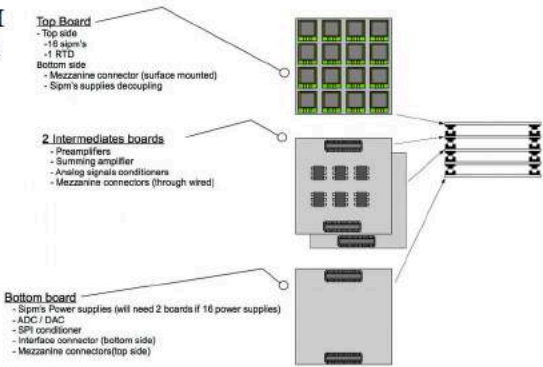 Top Board
- Top side
-16 sipm's
-1 RTD
Bottom side
- Mezzanine connector (surface mounted)
- Sipm's supplies decoupling
2 Intermediates boards
- Preamplifiers
- Summing amplifier
- Analog signals conditioners
- Mezzanine connectors (through wired)
Bottom board
- Sipm's Power supplies (will need 2 boards if 16 power supplies)
- ADC / DAC
- SPI conditioner
- Interface connector (bottom side)
- Mezzanine connectors(top side)